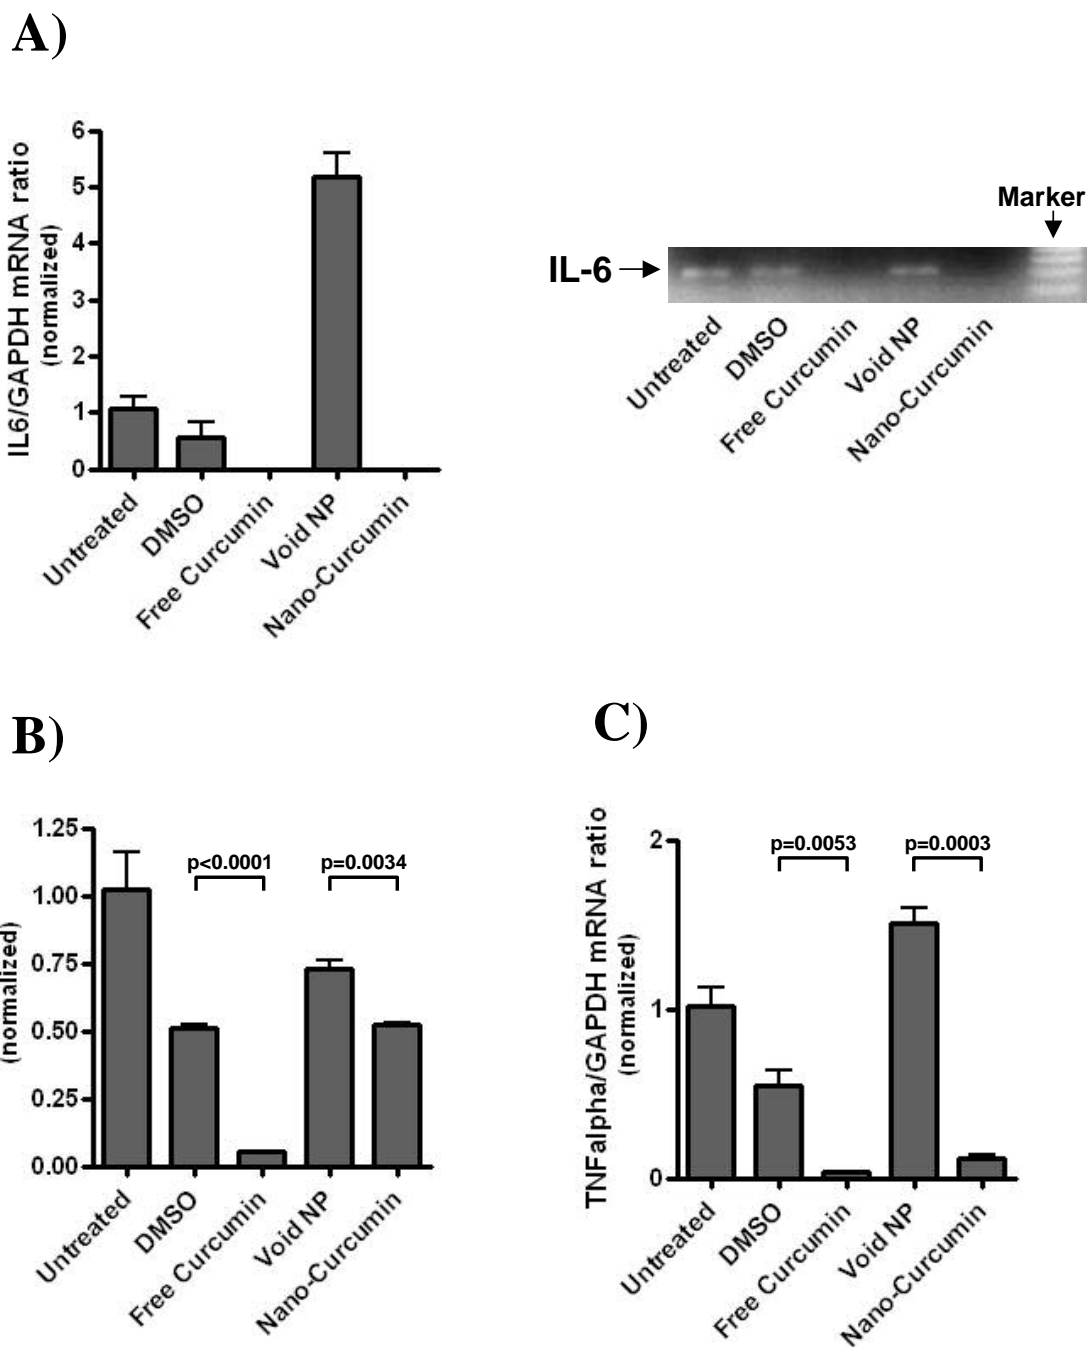 A)
IL6/GAPDH mRNA ratio
(normalized)
6
5
4
3
2
1
0
Untreated
DMSO
Free Curcumin
Void NP
Nano-Curcumin
Marker
IL-6
Untreated
DMSO
Free Curcumin
Void NP
Nano-Curcumin
B)
(normalized)
1.25
1.00
0.75
0.50
0.25
0.00
p<0.0001
p=0.0034
Untreated
DMSO
Free Curcumin
Void NP
Nano-Curcumin
C)
TNFalpha/GAPDH mRNA ratio
(normalized)
2
1
0
p=0.0053
p=0.0003
Untreated
DMSO
Free Curcumin
Void NP
Nano-Curcumin